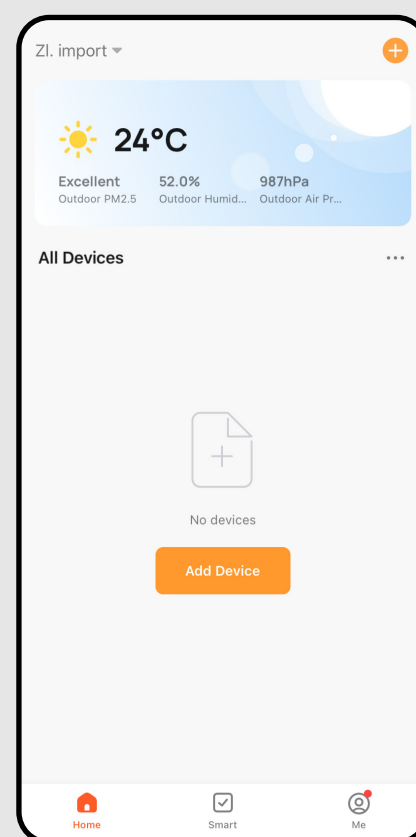 Zl. import
24°C
Excellent 52.0% 987hPa
Outdoor PM2.5 Outdoor Humid... Outdoor Air Pr...
All Devices
No devices
Add Device
Home Smart Me